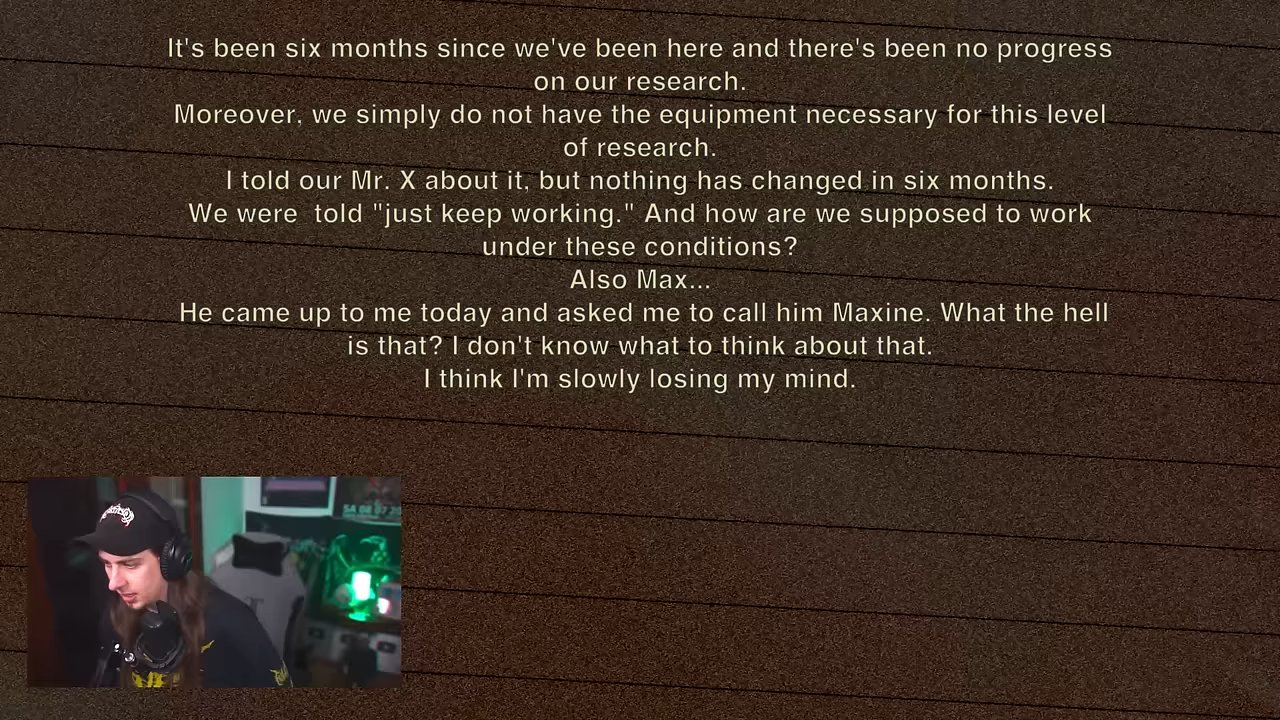 It's been six months since we've been here and there's been no progress
on our research.
Moreover, we simply do not have the equipment necessary for this level
of research.
I told our Mr. X about it, but nothing has changed in six months.
We were  told "just keep working." And how are we supposed to work
under these conditions?
Also Max...
He came up to me today and asked me to call him Maxine. What the hell
is that? I don't know what to think about that.
I think I'm slowly losing my mind.